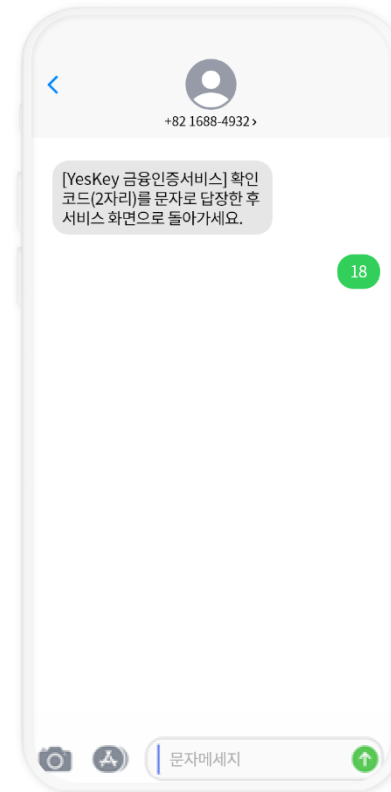 +82 1688-4932 >
[YesKey 금융인증서비스] 확인
코드(2자리)를 문자로 답장한 후
서비스 화면으로 돌아가세요.
18
문자메세지